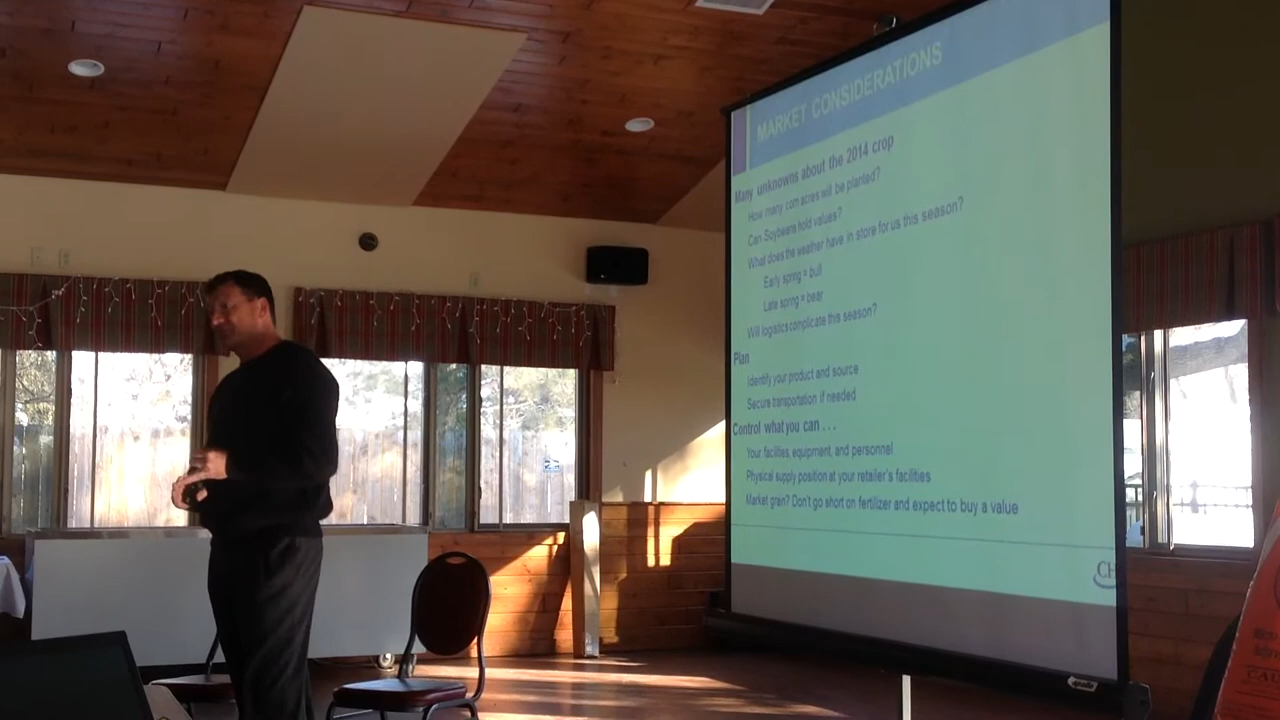 MARKET CONSIDERATIONS
Many unknowns about the 2014 crop
How many corn acres will be planted?
Can Soybeans hold values?
What does the weather have in store for us this season?
Early spring = bull
Late spring = bear
Will logistics complicate this season?
Plan
Identify your product and source
Secure transportation if needed
Control what you can . . .
Your facilities, equipment, and personnel
Physical supply position at your retailer's facilities
Market grain? Don't go short on fertilizer and expect to buy a value
CH
apollo